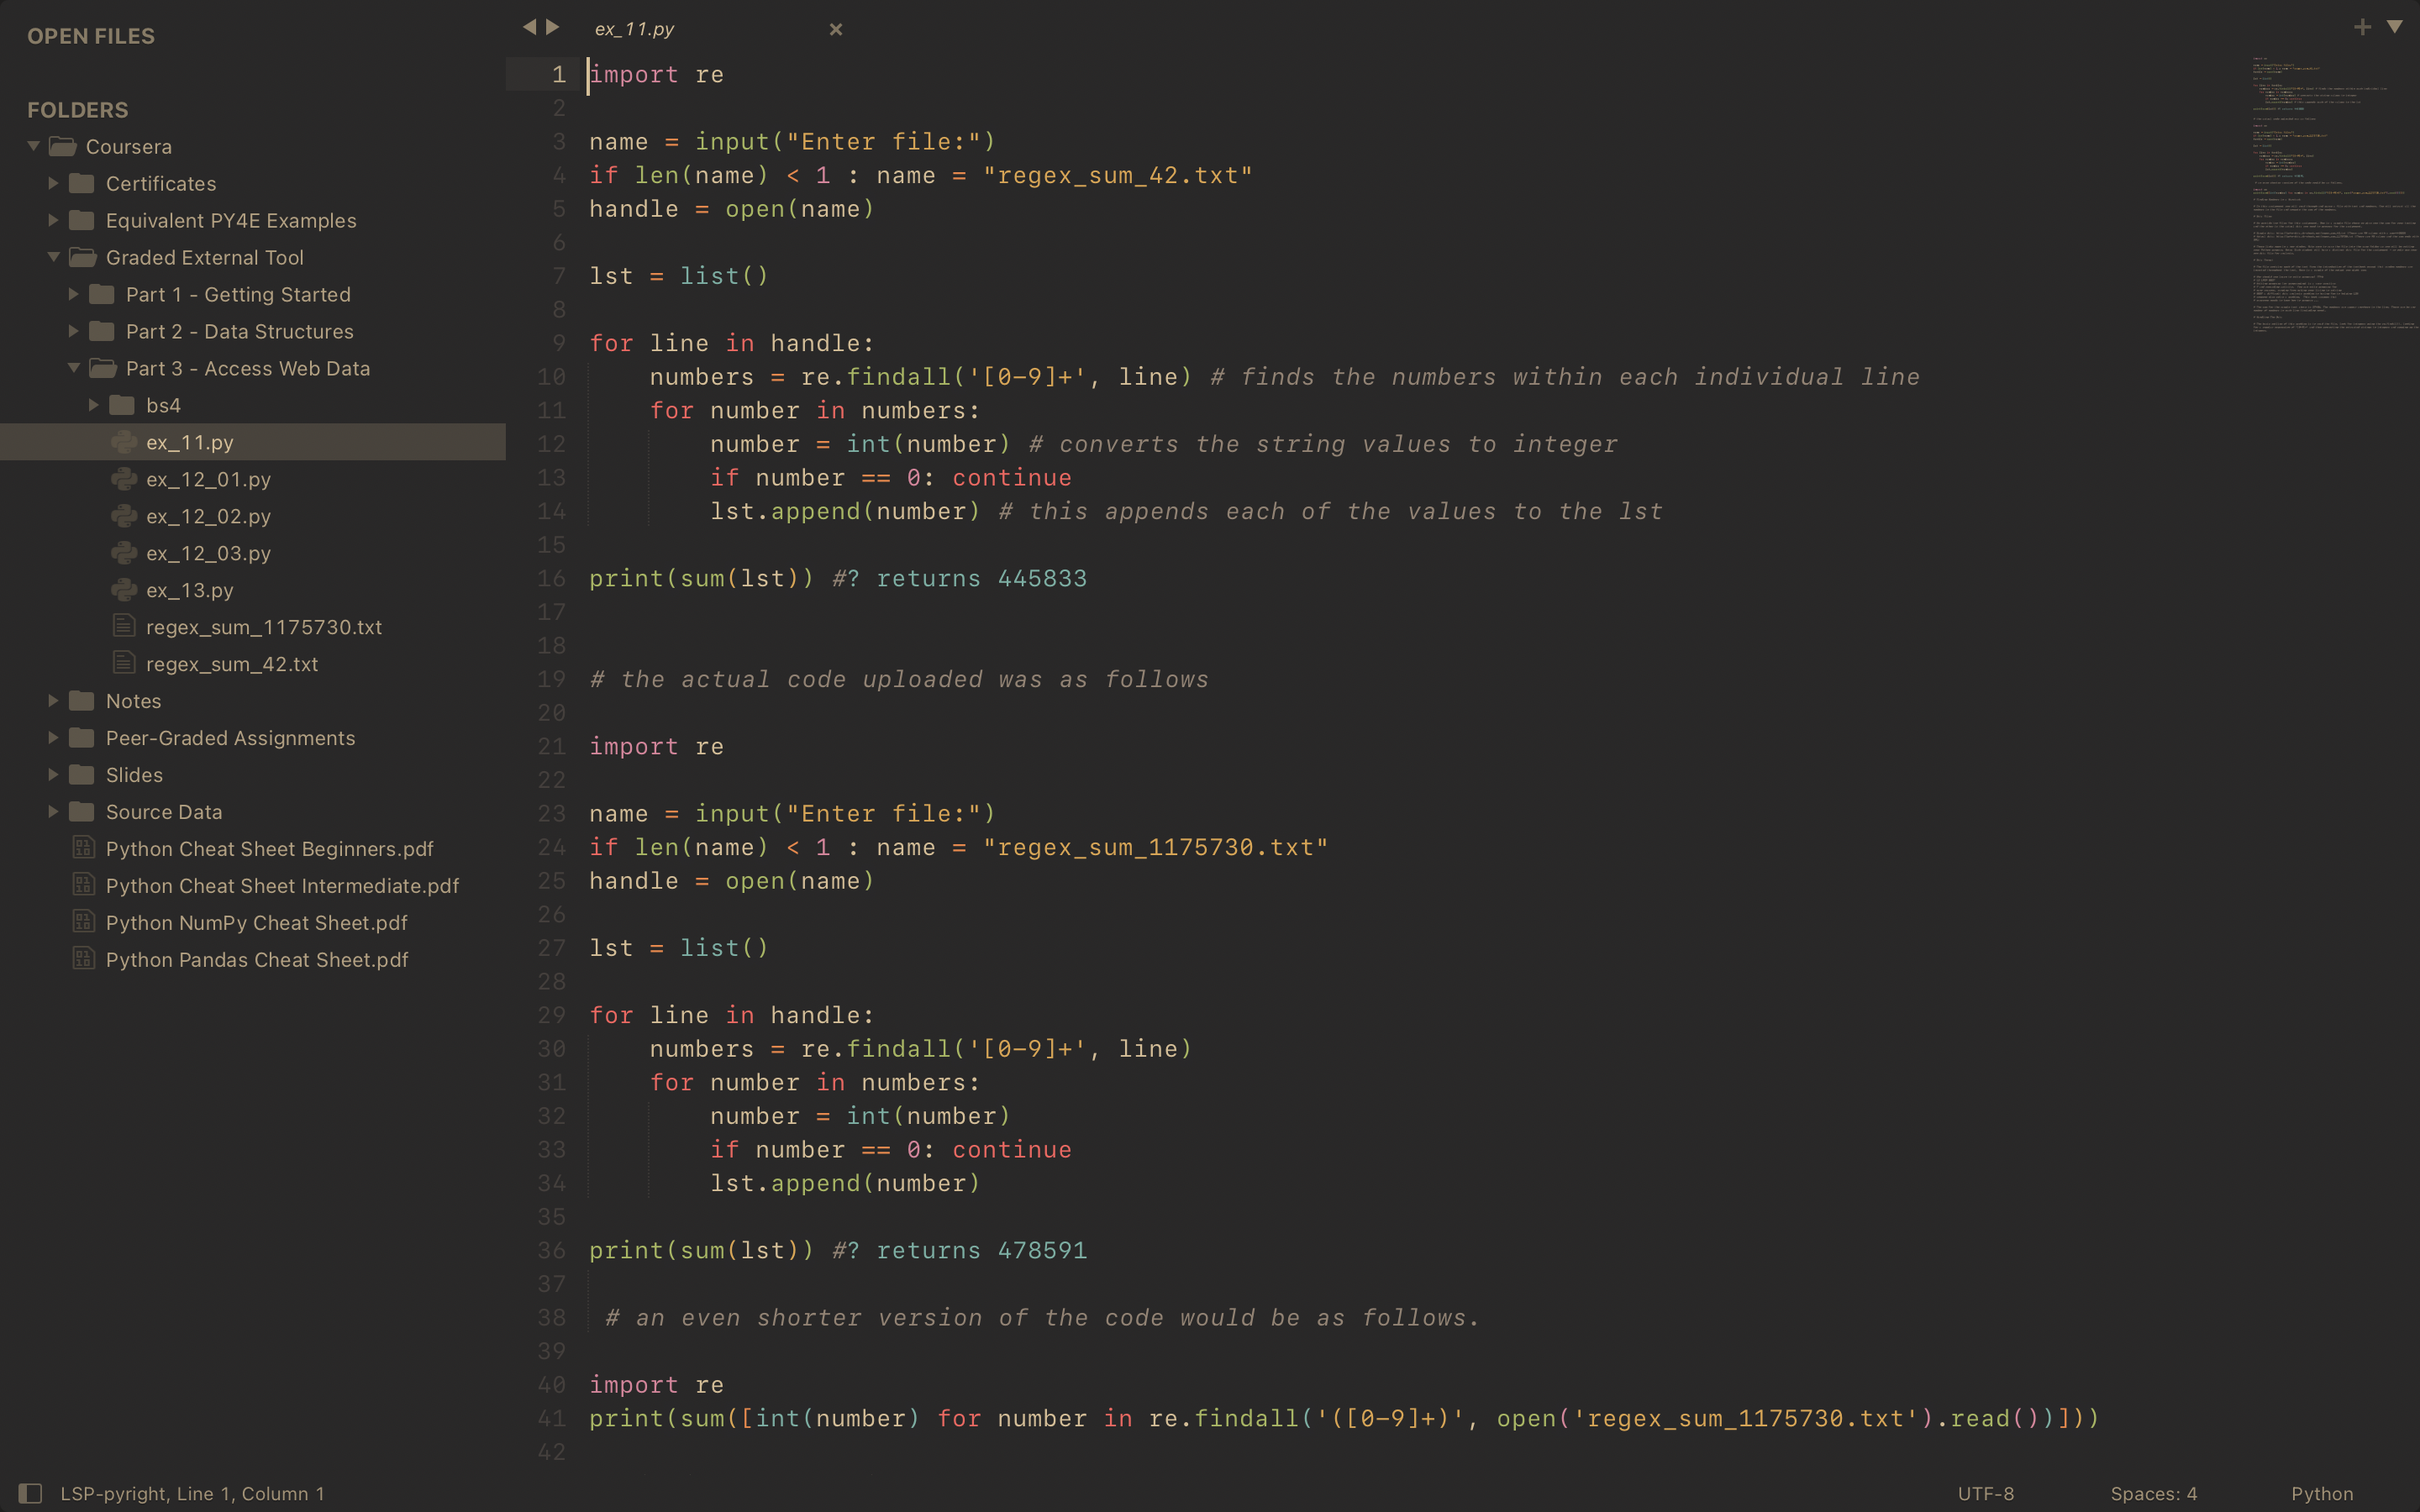 OPEN FILES
FOLDERS
Coursera
Certificates
Equivalent PY4E Examples
Graded External Tool
Part 1 - Getting Started
Part 2 - Data Structures
Part 3 - Access Web Data
bs4
ex_11.py
ex_12_01.py
ex_12_02.py
ex_12_03.py
ex_13.py
regex_sum_1175730.txt
regex_sum_42.txt
Notes
Peer-Graded Assignments
Slides
Source Data
Python Cheat Sheet Beginners.pdf
Python Cheat Sheet Intermediate.pdf
Python NumPy Cheat Sheet.pdf
Python Pandas Cheat Sheet.pdf
ex_11.py ×
1 import re
2
3 name = input("Enter file:")
4 if len(name) < 1 : name = "regex_sum_42.txt"
5 handle = open(name)
6
7 lst = list()
8
9 for line in handle:
10     numbers = re.findall('[0-9]+', line) # finds the numbers within each individual line
11     for number in numbers:
12         number = int(number) # converts the string values to integer
13         if number == 0: continue
14         lst.append(number) # this appends each of the values to the lst
15
16 print(sum(lst)) #? returns 445833
17
18
19 # the actual code uploaded was as follows
20
21 import re
22
23 name = input("Enter file:")
24 if len(name) < 1 : name = "regex_sum_1175730.txt"
25 handle = open(name)
26
27 lst = list()
28
29 for line in handle:
30     numbers = re.findall('[0-9]+', line)
31     for number in numbers:
32         number = int(number)
33         if number == 0: continue
34         lst.append(number)
35
36 print(sum(lst)) #? returns 478591
37
38  # an even shorter version of the code would be as follows.
39
40 import re
41 print(sum([int(number) for number in re.findall('([0-9]+)', open('regex_sum_1175730.txt').read())]))
42
LSP-pyright, Line 1, Column 1
UTF-8
Spaces: 4
Python